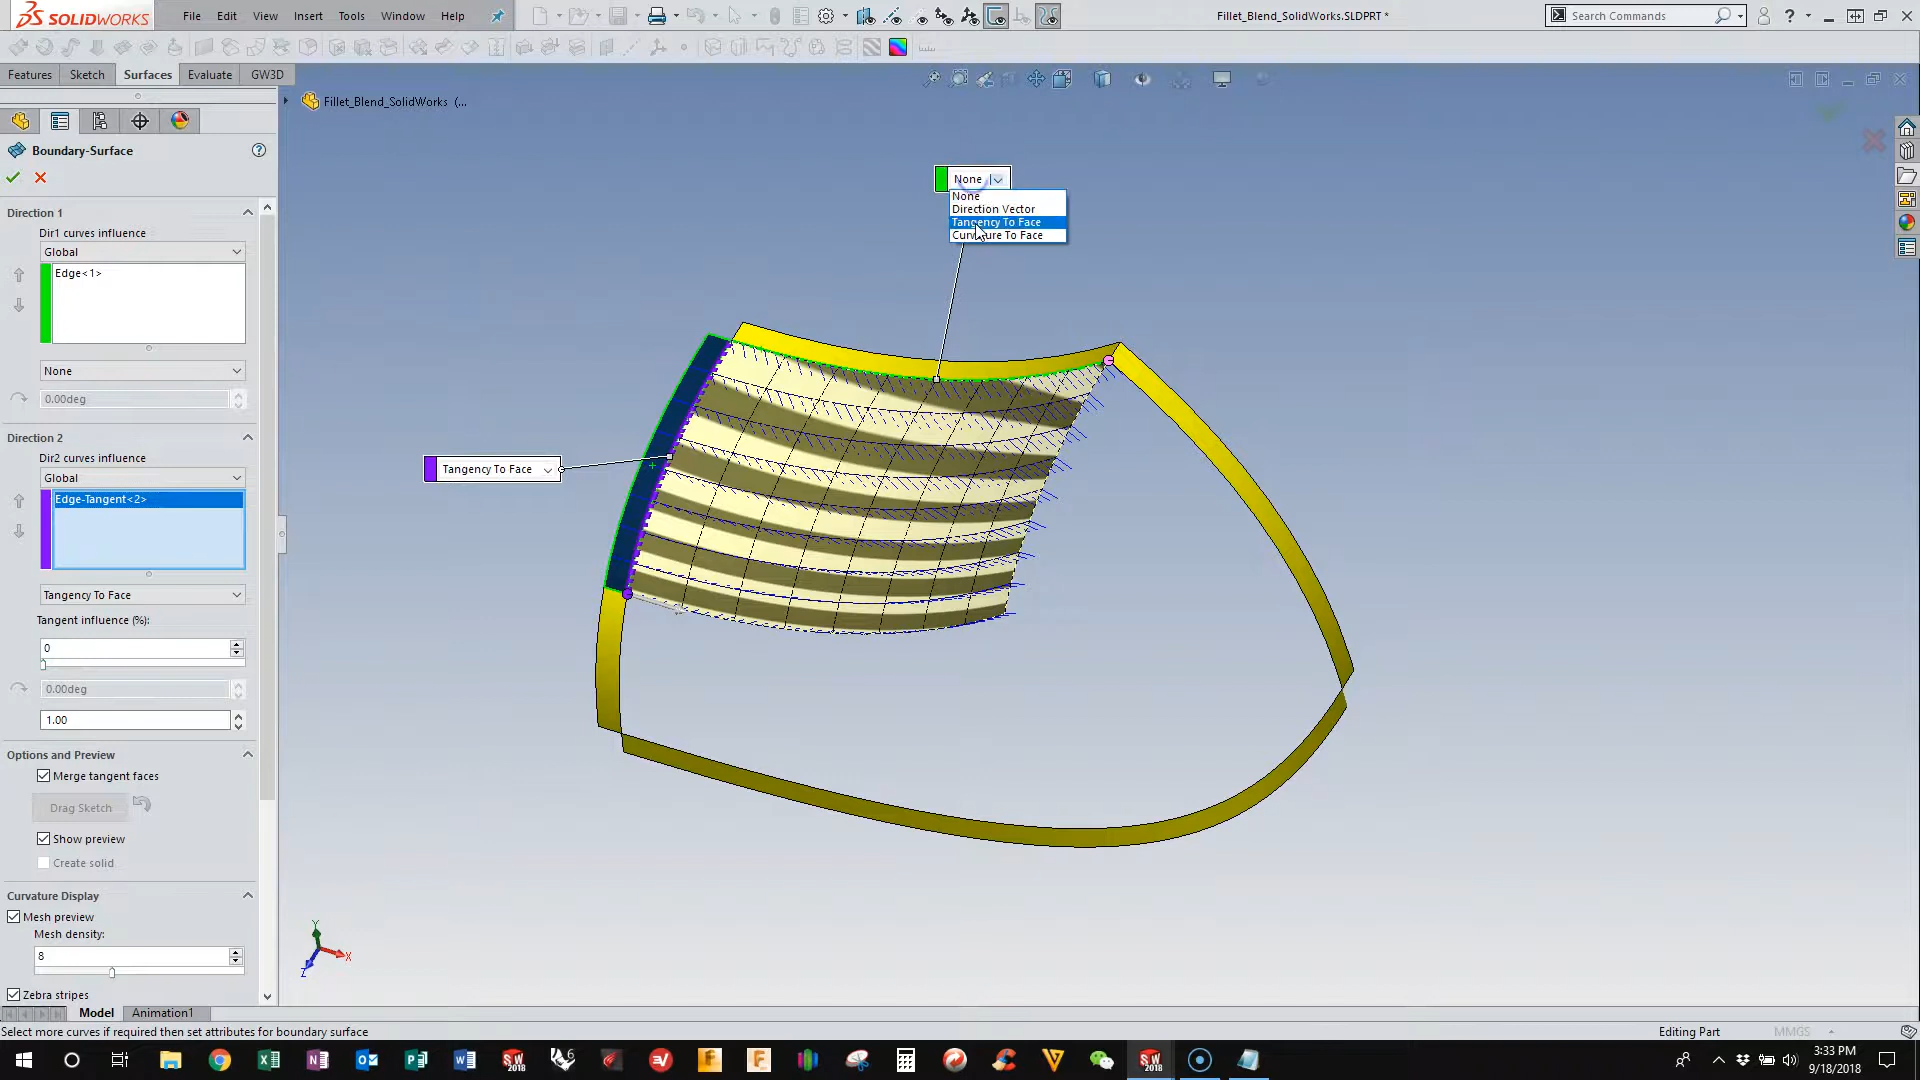 SOLIDWORKS
File Edit View Insert Tools Window Help
Fillet_Blend_SolidWorks.SLDPRT *
Search Commands
Features Sketch Surfaces Evaluate GW3D
Fillet_Blend_SolidWorks (...
Boundary-Surface
Direction 1
Dir1 curves influence
Global
Edge<1>
None
0.00deg
Direction 2
Dir2 curves influence
Global
Edge-Tangent<2>
Tangency To Face
Tangent influence (%):
0
0.00deg
1.00
Options and Preview
Merge tangent faces
Drag Sketch
Show preview
Create solid
Curvature Display
Mesh preview
Mesh density:
8
Zebra stripes
None
None
Direction Vector
Tangency To Face
Curvature To Face
Tangency To Face
Y
X
Z
Model Animation1
Select more curves if required then set attributes for boundary surface
Editing Part
MMGS
SW 2018
SW 2018
3:33 PM
9/18/2018